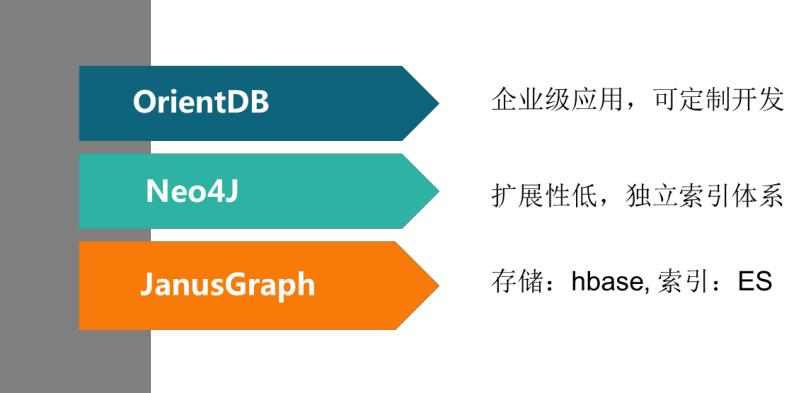 OrientDB
企业级应用，可定制开发
Neo4J
扩展性低，独立索引体系
JanusGraph
存储：hbase, 索引：ES